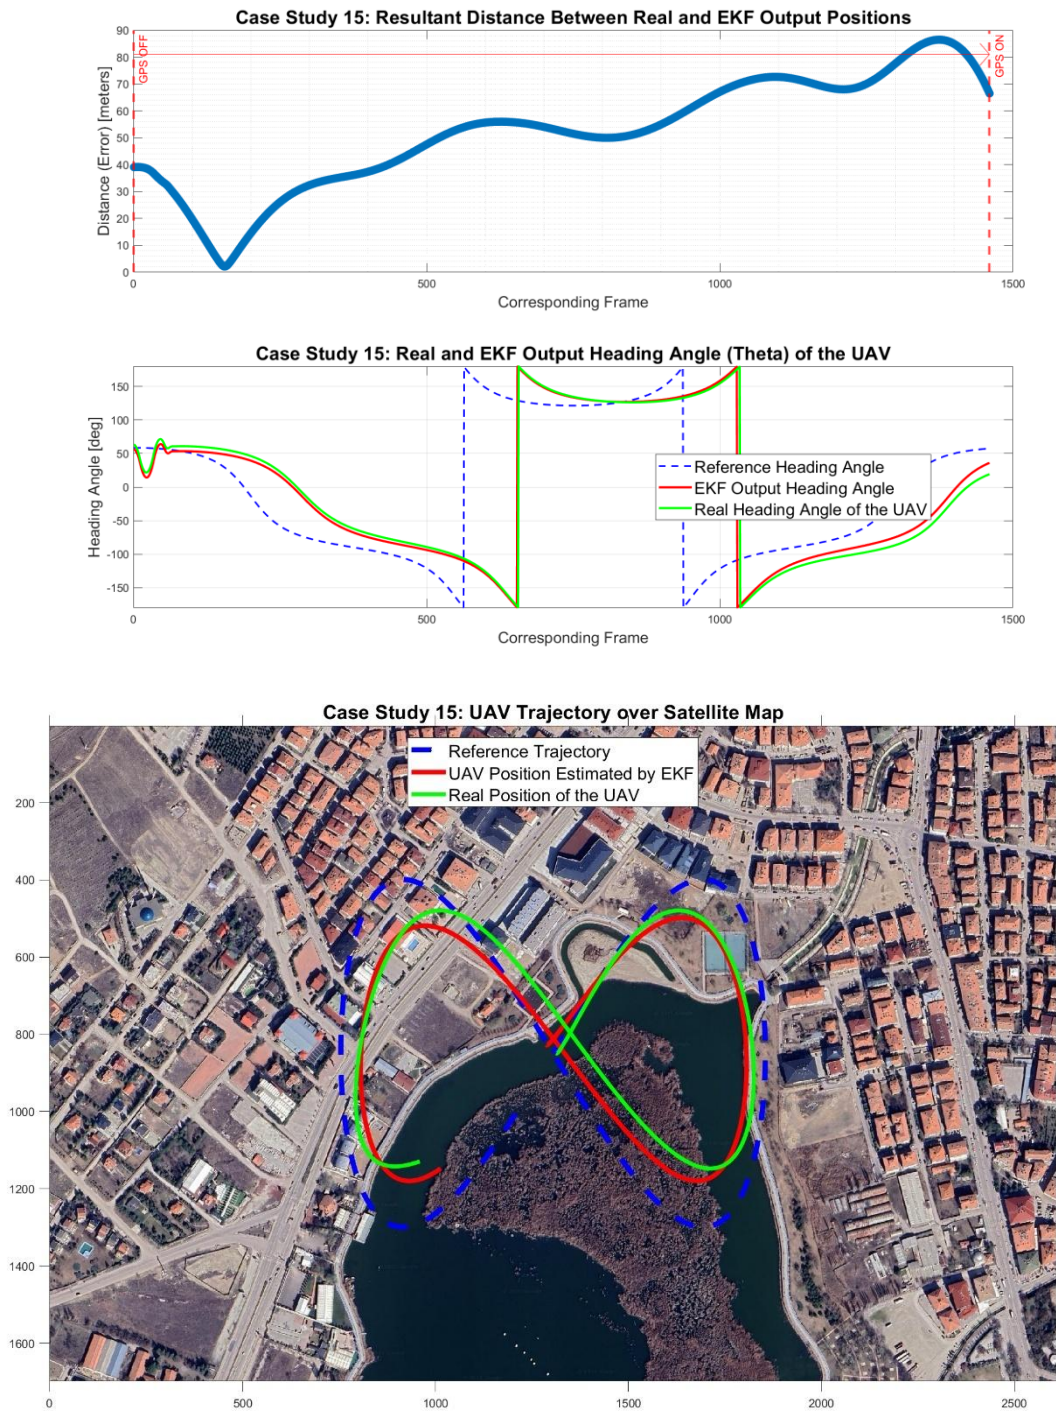 Case Study 15: Resultant Distance Between Real and EKF Output Positions
90
80
70
60
50
40
30
20
10
0
Distance (Error) [meters]
GPS OFF
GPS ON
0
500
1000
1500
Corresponding Frame
Case Study 15: Real and EKF Output Heading Angle (Theta) of the UAV
150
100
50
0
-50
-100
-150
Heading Angle [deg]
Reference Heading Angle
EKF Output Heading Angle
Real Heading Angle of the UAV
0
500
1000
1500
Corresponding Frame
Case Study 15: UAV Trajectory over Satellite Map
Reference Trajectory
UAV Position Estimated by EKF
Real Position of the UAV
200
400
600
800
1000
1200
1400
1600
0
500
1000
1500
2000
2500